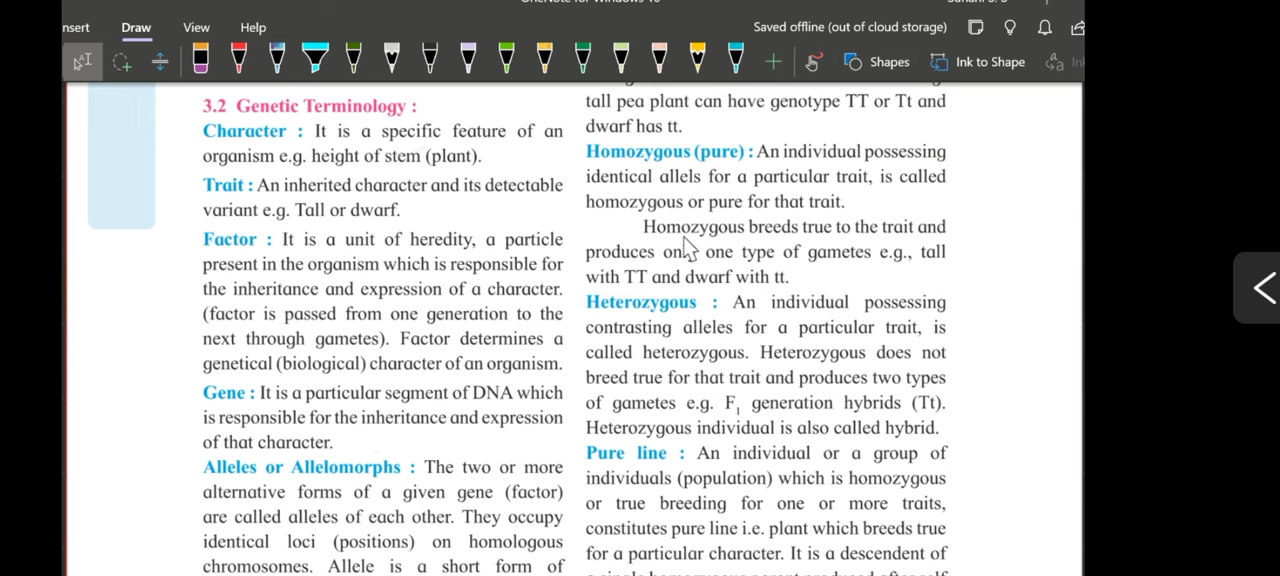 nsert
Draw
View
Help
Saved offline (out of cloud storage)
Shapes
Ink to Shape
3.2 Genetic Terminology :
Character : It is a specific feature of an
organism e.g. height of stem (plant).
Trait : An inherited character and its detectable
variant e.g. Tall or dwarf.
Factor : It is a unit of heredity, a particle
present in the organism which is responsible for
the inheritance and expression of a character.
(factor is passed from one generation to the
next through gametes). Factor determines a
genetical (biological) character of an organism.
Gene : It is a particular segment of DNA which
is responsible for the inheritance and expression
of that character.
Alleles or Allelomorphs : The two or more
alternative forms of a given gene (factor)
are called alleles of each other. They occupy
identical loci (positions) on homologous
chromosomes. Allele is a short form of
tall pea plant can have genotype TT or Tt and
dwarf has tt.
Homozygous (pure) : An individual possessing
identical allels for a particular trait, is called
homozygous or pure for that trait.
Homozygous breeds true to the trait and
produces one type of gametes e.g., tall
with TT and dwarf with tt.
Heterozygous : An individual possessing
contrasting alleles for a particular trait, is
called heterozygous. Heterozygous does not
breed true for that trait and produces two types
of gametes e.g. F₁ generation hybrids (Tt).
Heterozygous individual is also called hybrid.
Pure line : An individual or a group of
individuals (population) which is homozygous
or true breeding for one or more traits,
constitutes pure line i.e. plant which breeds true
for a particular character. It is a descendent of